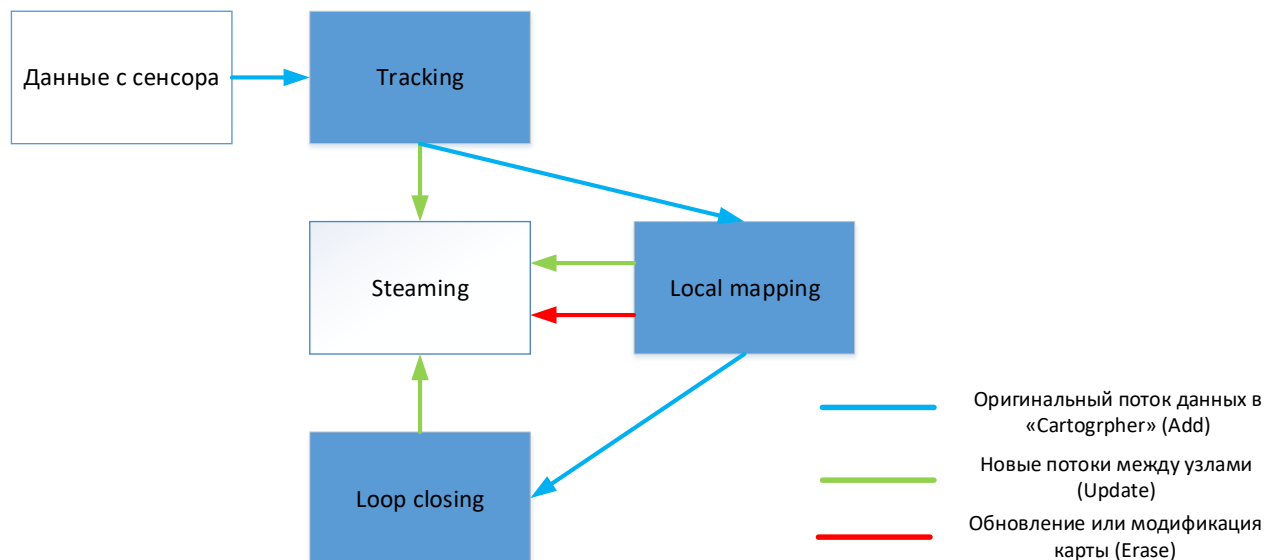 Данные с сенсора
Tracking
Steaming
Local mapping
Loop closing
Оригинальный поток данных в
«Cartogrpher» (Add)
Новые потоки между узлами
(Update)
Обновление или модификация
карты (Erase)